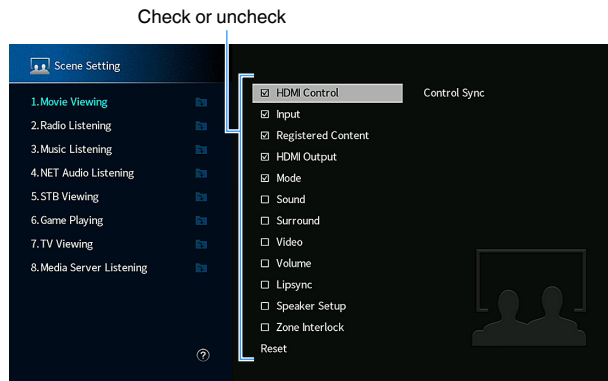 Check or uncheck
Scene Setting
1.Movie Viewing
2.Radio Listening
3.Music Listening
4.NET Audio Listening
5.STB Viewing
6.Game Playing
7.TV Viewing
8.Media Server Listening
?
HDMI Control
Control Sync
Input
Registered Content
HDMI Output
Mode
Sound
Surround
Video
Volume
Lipsync
Speaker Setup
Zone Interlock
Reset